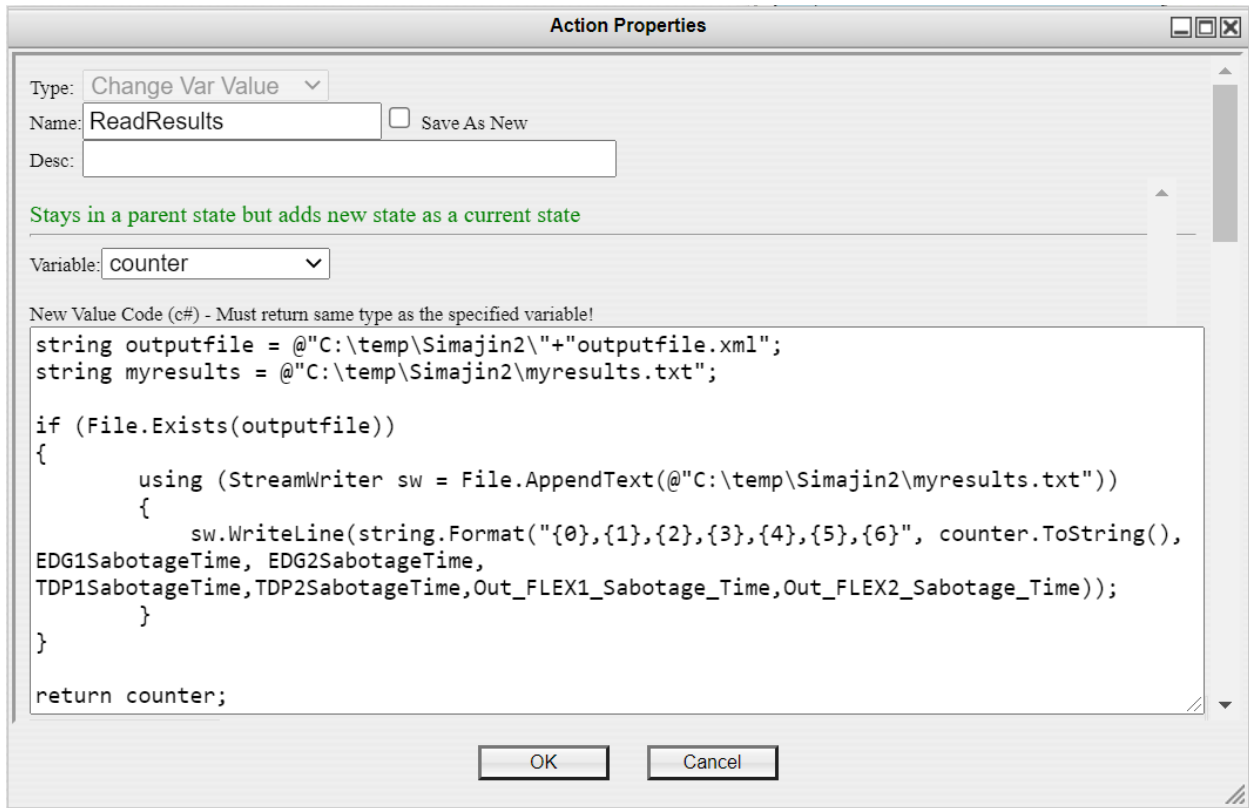 Action Properties
Type: Change Var Value
Name: ReadResults Save As New
Desc:
Stays in a parent state but adds new state as a current state
Variable: counter
New Value Code (c#) - Must return same type as the specified variable!
string outputfile = @"C:\temp\Simajin2\"+"outputfile.xml";
string myresults = @"C:\temp\Simajin2\myresults.txt";
if (File.Exists(outputfile))
{
using (StreamWriter sw = File.AppendText(@"C:\temp\Simajin2\myresults.txt"))
{
sw.WriteLine(string.Format("{0},{1},{2},{3},{4},{5},{6}", counter.ToString(),
EDG1SabotageTime, EDG2SabotageTime,
TDP1SabotageTime,TDP2SabotageTime,Out_FLEX1_Sabotage_Time,Out_FLEX2_Sabotage_Time));
}
}
return counter;
OK Cancel